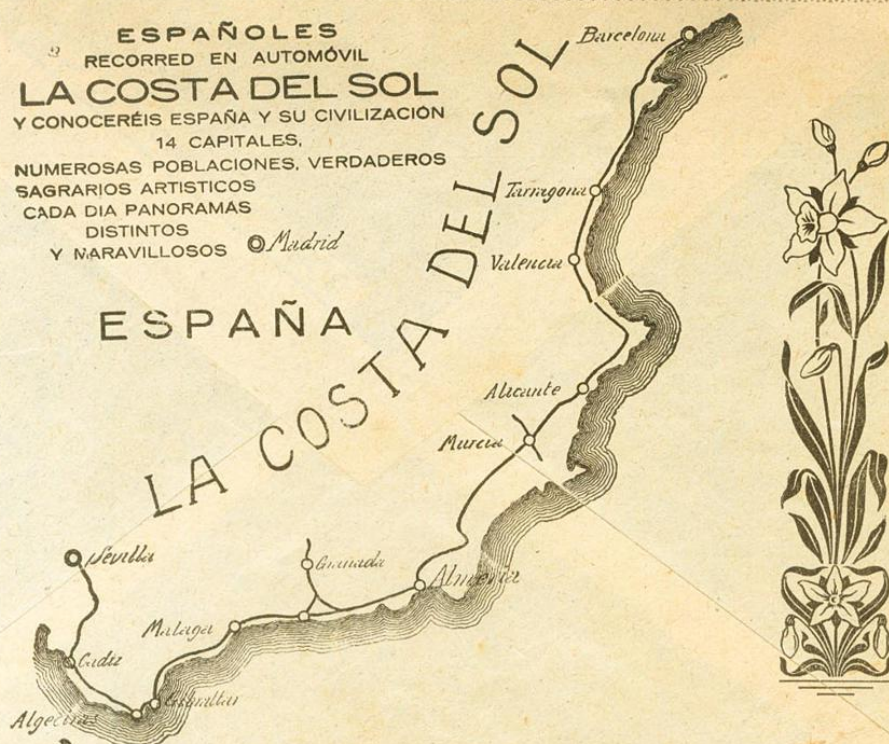 ESPAÑOLES
RECORRED EN AUTOMÓVIL
LA COSTA DEL SOL
Y CONOCERÉIS ESPAÑA Y SU CIVILIZACIÓN
14 CAPITALES,
NUMEROSAS POBLACIONES, VERDADEROS
SAGRARIOS ARTISTICOS
CADA DIA PANORAMAS
DISTINTOS
Y MARAVILLOSOS
Madrid
ESPAÑA
LA COSTA DEL SOL
Barcelona
Tarragona
Valencia
Alicante
Murcia
Sevilla
Granada
Almeria
Malaga
Cadiz
Gibraltar
Algeciras